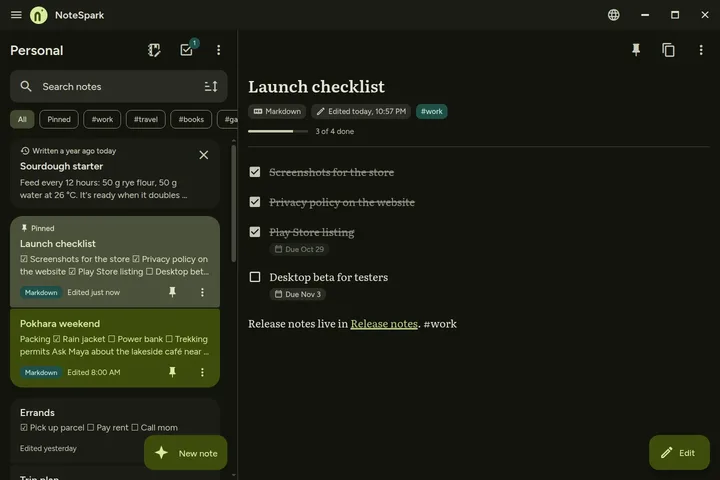 NoteSpark
Personal
1
Search notes
All
Pinned
#work
#travel
#books
#ga
Written a year ago today
Sourdough starter
Feed every 12 hours: 50 g rye flour, 50 g
water at 26 °C. It's ready when it doubles ...
Pinned
Launch checklist
☑ Screenshots for the store ☑ Privacy policy on
the website ☑ Play Store listing ☐ Desktop bet...
Markdown
Edited just now
Pokhara weekend
Packing ☑ Rain jacket ☐ Power bank ☐ Trekking
permits Ask Maya about the lakeside café near ...
Markdown
Edited 8:00 AM
Errands
☑ Pick up parcel ☐ Pay rent ☐ Call mom
Edited yesterday
New note
Trip plan
Launch checklist
Markdown
Edited today, 10:57 PM
#work
3 of 4 done
Screenshots for the store
Privacy policy on the website
Play Store listing
Due Oct 29
Desktop beta for testers
Due Nov 3
Release notes live in Release notes. #work
Edit